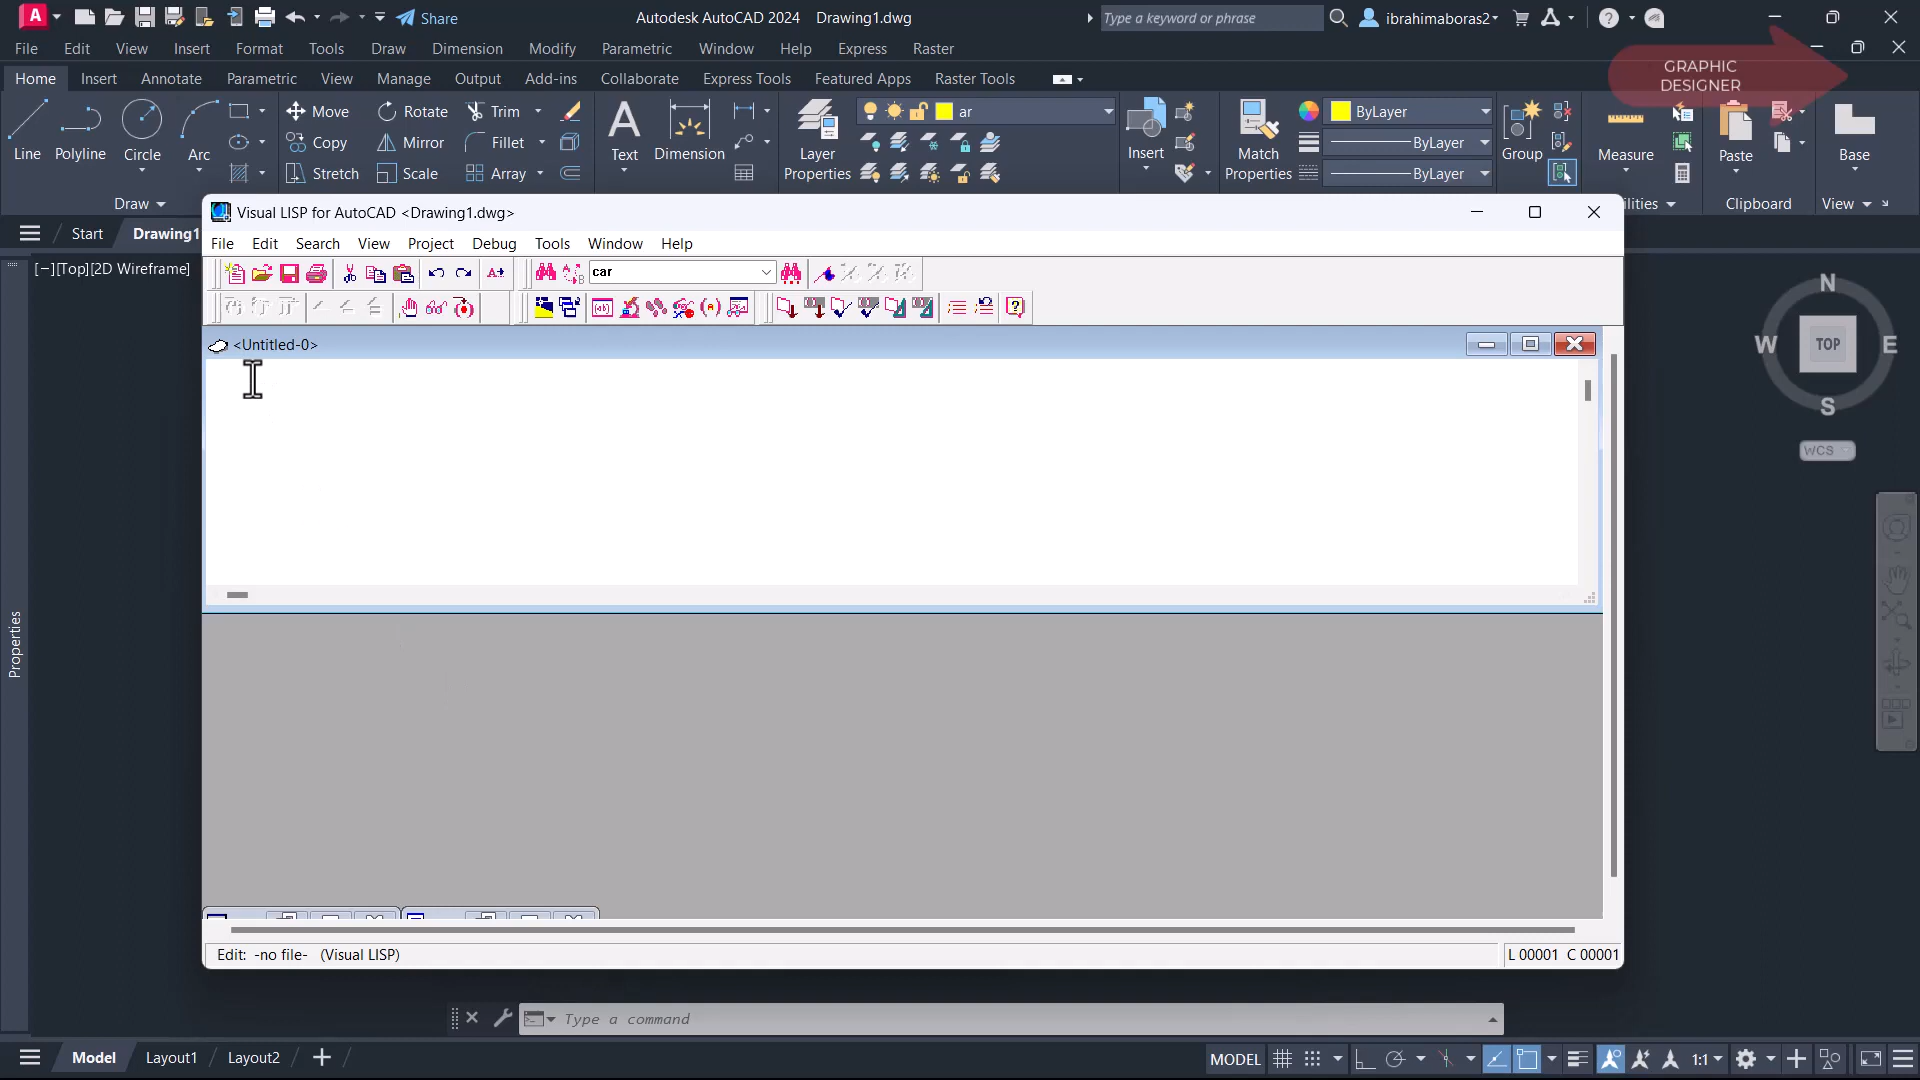 Share
Autodesk AutoCAD 2024 Drawing1.dwg
Type a keyword or phrase
ibrahimaboras2
File Edit View Insert Format Tools Draw Dimension Modify Parametric Window Help Express Raster
Home Insert Annotate Parametric View Manage Output Add-ins Collaborate Express Tools Featured Apps Raster Tools
GRAPHIC
DESIGNER
Line Polyline Circle Arc
Move Rotate Trim
Copy Mirror Fillet
Stretch Scale Array
Text Dimension
Layer
Properties
ar
Insert
Match
Properties
ByLayer
ByLayer
ByLayer
Group
Measure
Paste
Base
Draw
ilities
Clipboard
View
Start
Drawing1
[−][Top][2D Wireframe]
Visual LISP for AutoCAD <Drawing1.dwg>
File Edit Search View Project Debug Tools Window Help
car
<Untitled-0>
N
W TOP E
S
WCS
Properties
Edit: -no file- (Visual LISP)
L 00001 C 00001
Type a command
Model Layout1 Layout2
MODEL
1:1